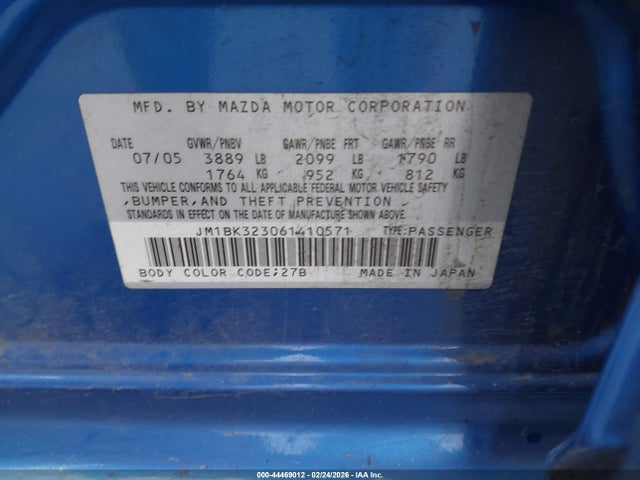 MFD. BY MAZDA MOTOR CORPORATION
DATE GVWR/PNBV GAWR/PNBE FRT GAWR/PNBE RR
07/05 3889 LB 2099 LB 1790 LB
1764 KG 952 KG 812 KG
THIS VEHICLE CONFORMS TO ALL APPLICABLE FEDERAL MOTOR VEHICLE SAFETY
,BUMPER,AND THEFT PREVENTION
STANDARDS IN EFFECT ON THE DATE OF MANUFACTURE SHOWN ABOVE.
JM1BK323061410571 TYPE:PASSENGER
BODY COLOR CODE:27B MADE IN JAPAN
000-44469012 - 02/24/2026 - IAAI.com